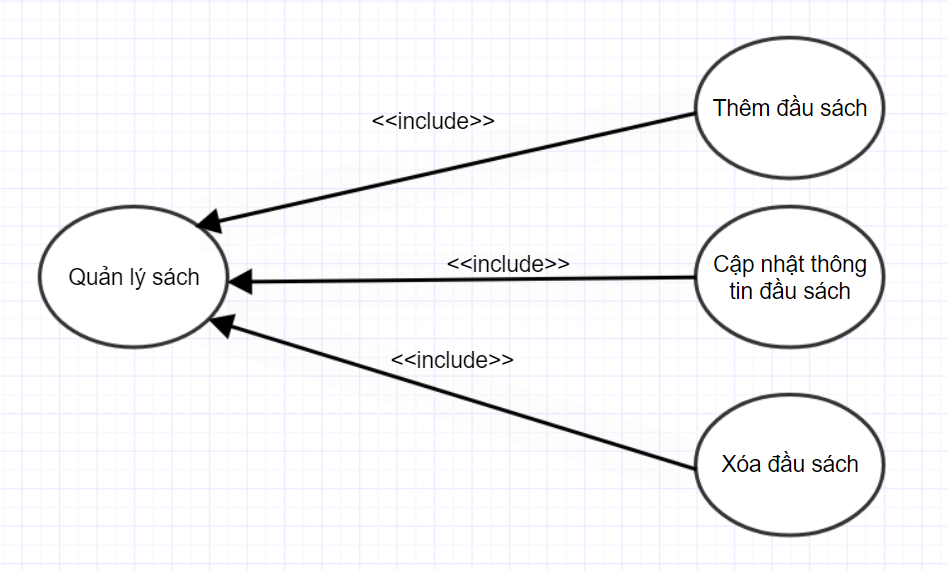 Thêm đầu sách
<<include>>
Quản lý sách
<<include>>
Cập nhật thông
tin đầu sách
<<include>>
Xóa đầu sách